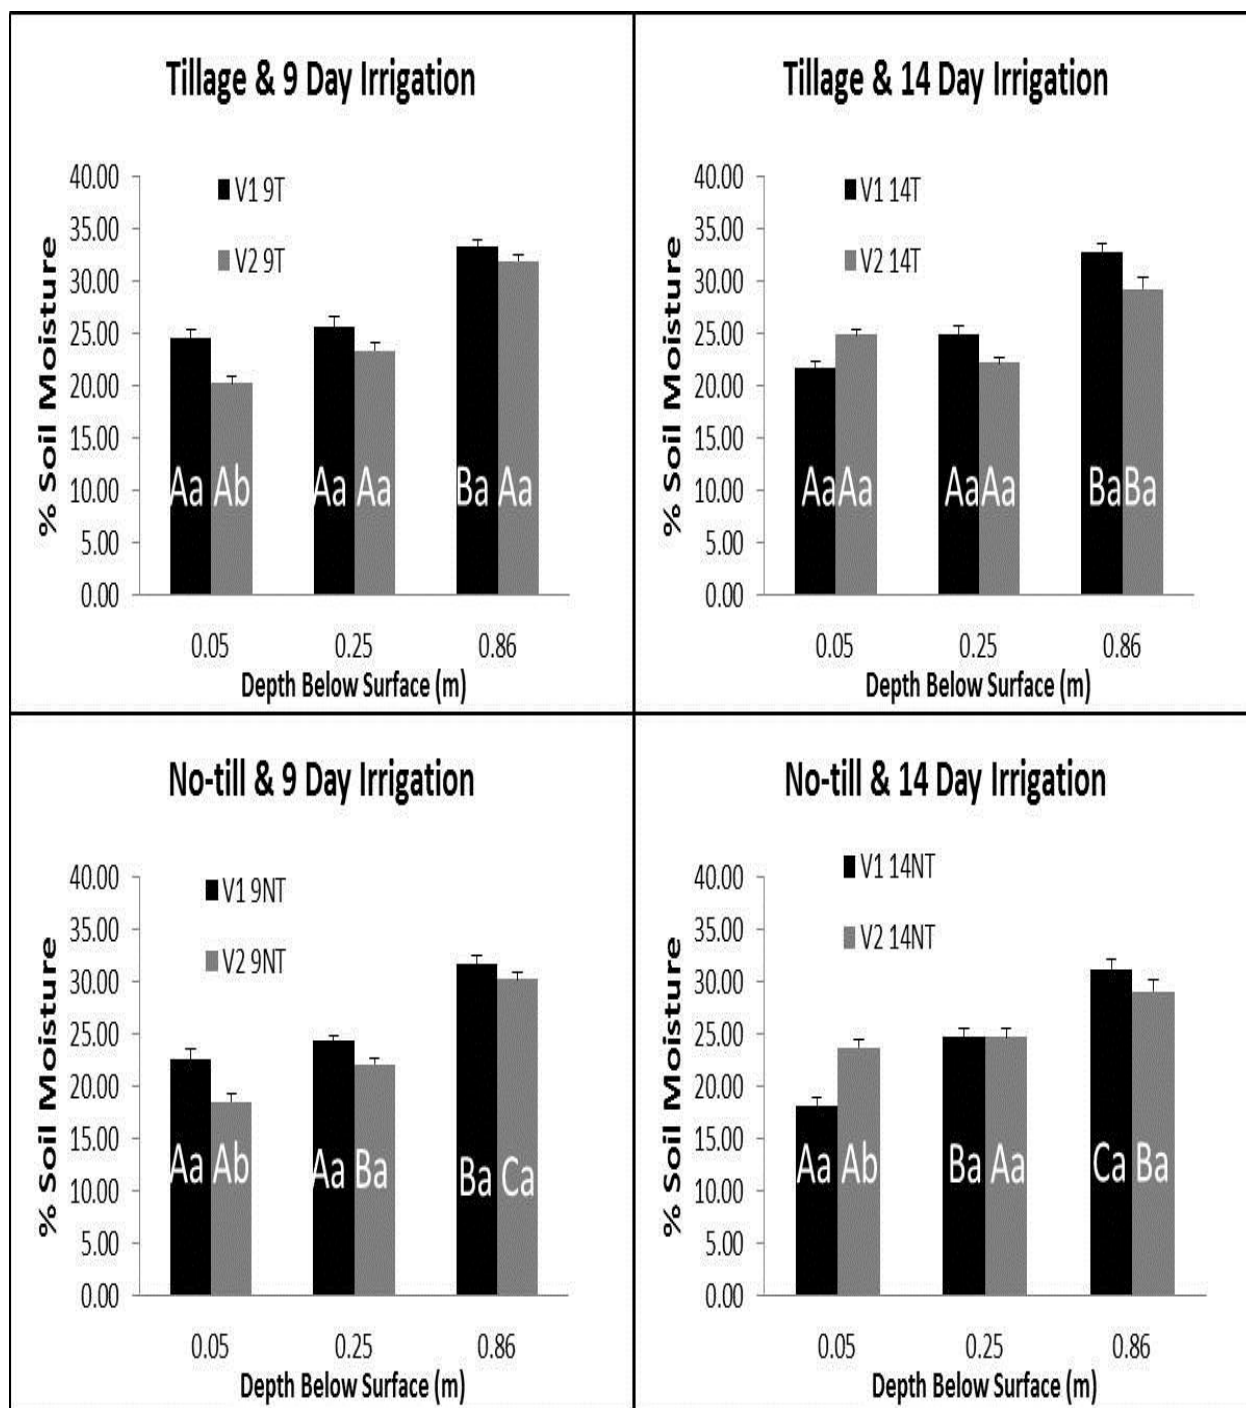 Tillage & 9 Day Irrigation
40.00
35.00
30.00
25.00
20.00
15.00
10.00
5.00
0.00
% Soil Moisture
V1 9T
V2 9T
Aa Ab Aa Aa Ba Aa
0.05 0.25 0.86
Depth Below Surface (m)
Tillage & 14 Day Irrigation
40.00
35.00
30.00
25.00
20.00
15.00
10.00
5.00
0.00
% Soil Moisture
V1 14T
V2 14T
Aa Aa Aa Aa Ba Ba
0.05 0.25 0.86
Depth Below Surface (m)
No-till & 9 Day Irrigation
40.00
35.00
30.00
25.00
20.00
15.00
10.00
5.00
0.00
% Soil Moisture
V1 9NT
V2 9NT
Aa Ab Aa Ba Ba Ca
0.05 0.25 0.86
Depth Below Surface (m)
No-till & 14 Day Irrigation
40.00
35.00
30.00
25.00
20.00
15.00
10.00
5.00
0.00
% Soil Moisture
V1 14NT
V2 14NT
Aa Ab Ba Aa Ca Ba
0.05 0.25 0.86
Depth Below Surface (m)